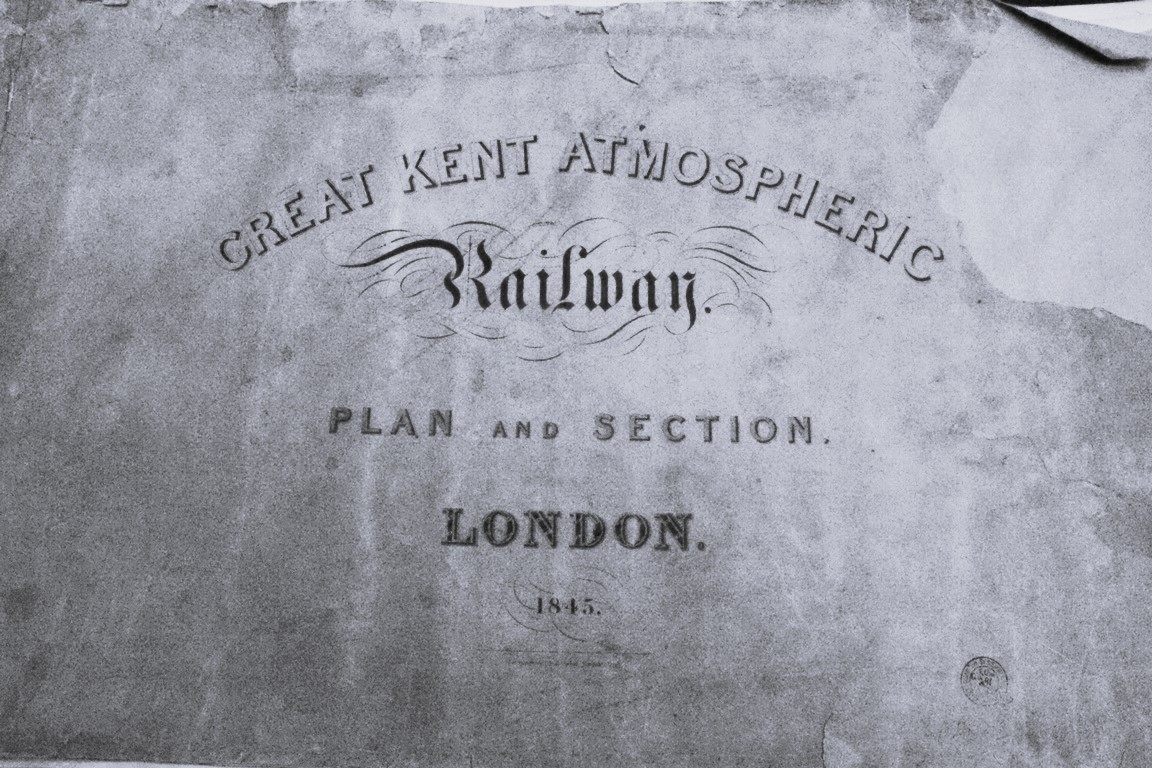 GREAT KENT ATMOSPHERIC
Railway.
PLAN AND SECTION.
LONDON.
1845.